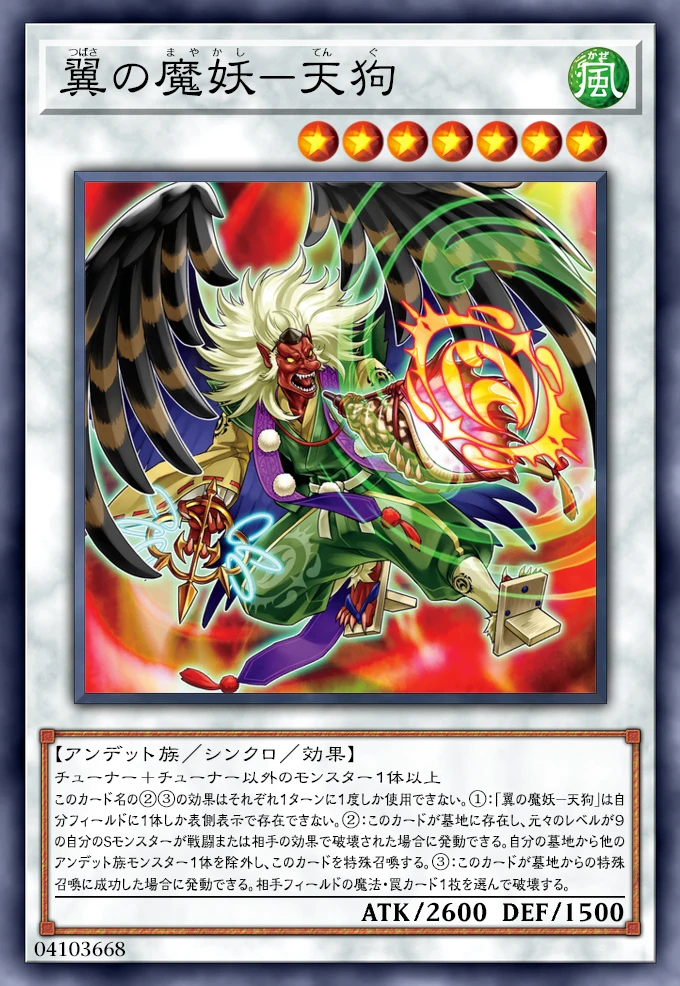 つばさ ま や かし てん ぐ
翼の魔妖－天狗
かぜ
風
【アンデット族／シンクロ／効果】
チューナー＋チューナー以外のモンスター1体以上
このカード名の②③の効果はそれぞれ1ターンに1度しか使用できない。①：「翼の魔妖－天狗」は自
分フィールドに1体しか表側表示で存在できない。②：このカードが墓地に存在し、元々のレベルが９
の自分のSモンスターが戦闘または相手の効果で破壊された場合に発動できる。自分の墓地から他の
アンデット族モンスター1体を除外し、このカードを特殊召喚する。③：このカードが墓地からの特殊
召喚に成功した場合に発動できる。相手フィールドの魔法・罠カード1枚を選んで破壊する。
ATK/2600 DEF/1500
04103668